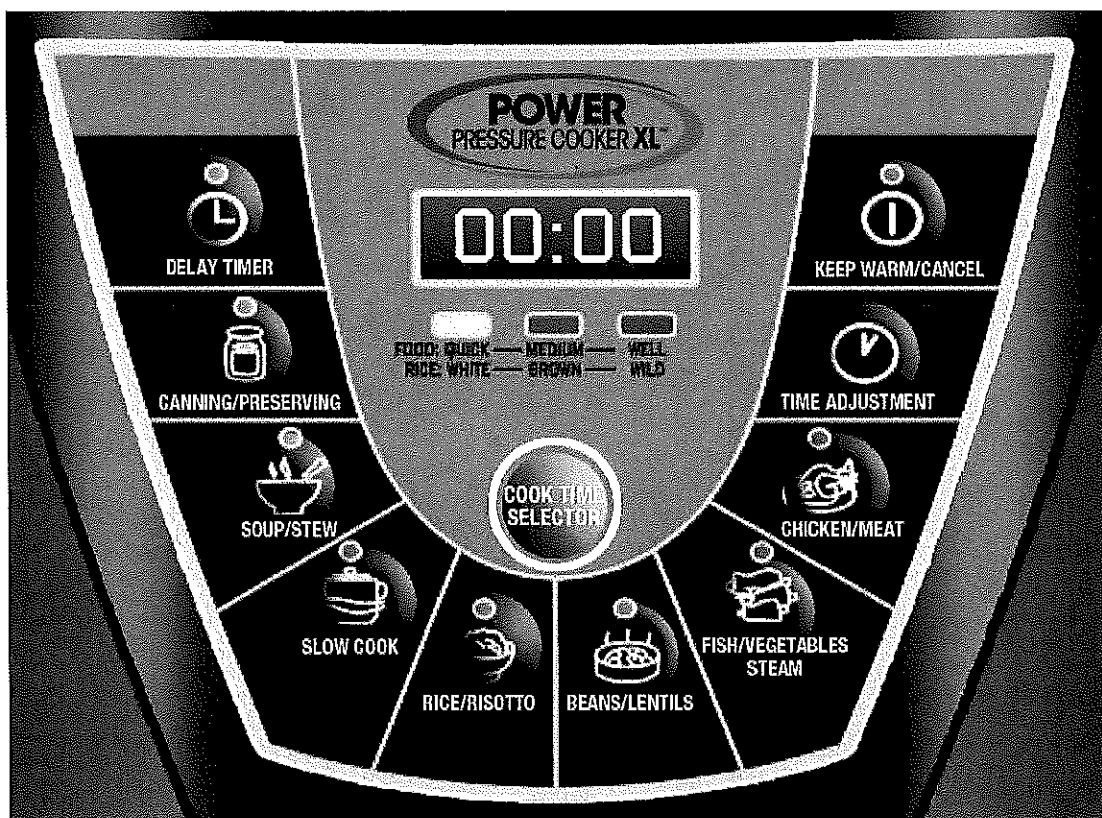 POWER
PRESSURE COOKER XL™
00:00
FOOD: QUICK — MEDIUM — WELL
RICE: WHITE — BROWN — WILD
COOK TIME
SELECTOR
DELAY TIMER
CANNING/PRESERVING
SOUP/STEW
SLOW COOK
RICE/RISOTTO
BEANS/LENTILS
FISH/VEGETABLES
STEAM
CHICKEN/MEAT
TIME ADJUSTMENT
KEEP WARM/CANCEL